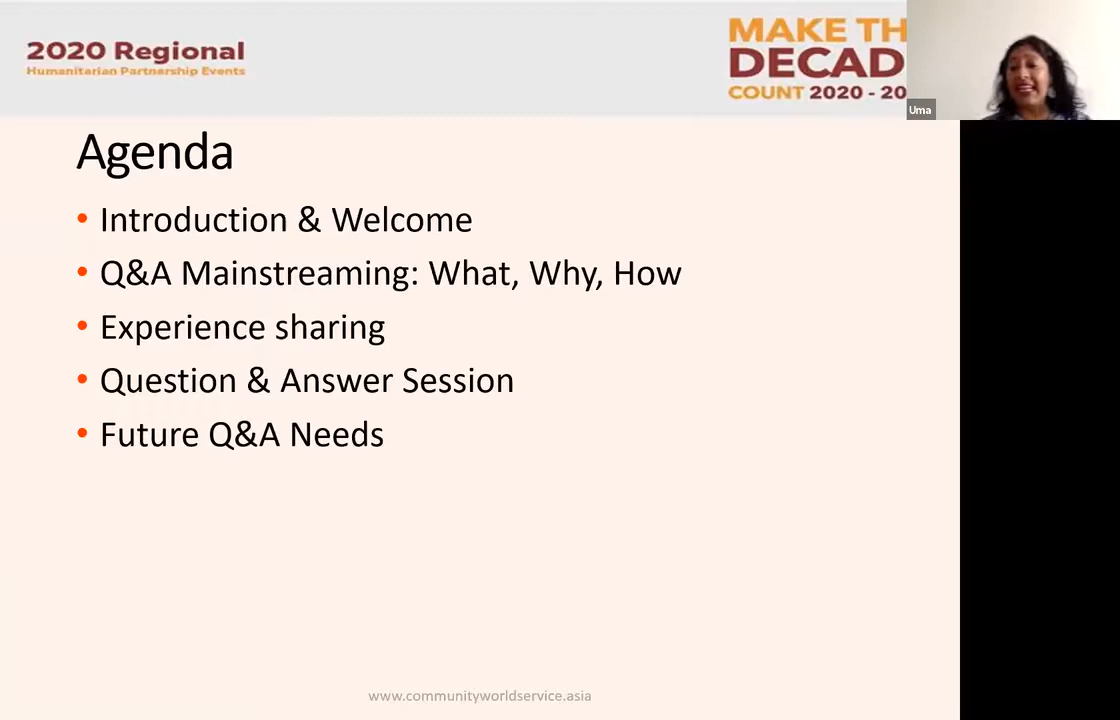 2020 Regional
Humanitarian Partnership Events
MAKE TH
DECAD
COUNT 2020 - 20
Uma
Agenda
• Introduction & Welcome
• Q&A Mainstreaming: What, Why, How
• Experience sharing
• Question & Answer Session
• Future Q&A Needs
www.communityworldservice.asia